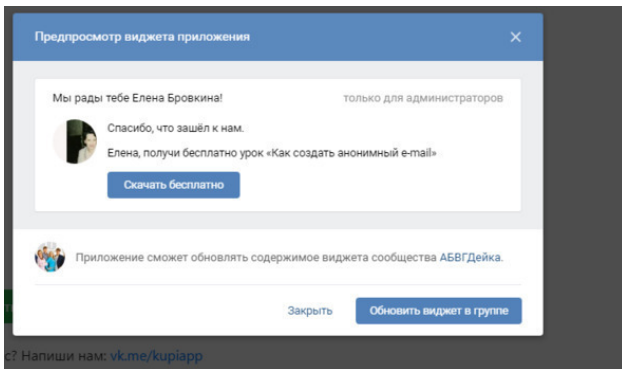 Предпросмотр виджета приложения
Мы рады тебе Елена Бровкина!
только для администраторов
Спасибо, что зашёл к нам.
Елена, получи бесплатно урок «Как создать анонимный e-mail»
Скачать бесплатно
Приложение сможет обновлять содержимое виджета сообщества АБВГДейка.
Закрыть
Обновить виджет в группе
с? Напиши нам: vk.me/kupiapp